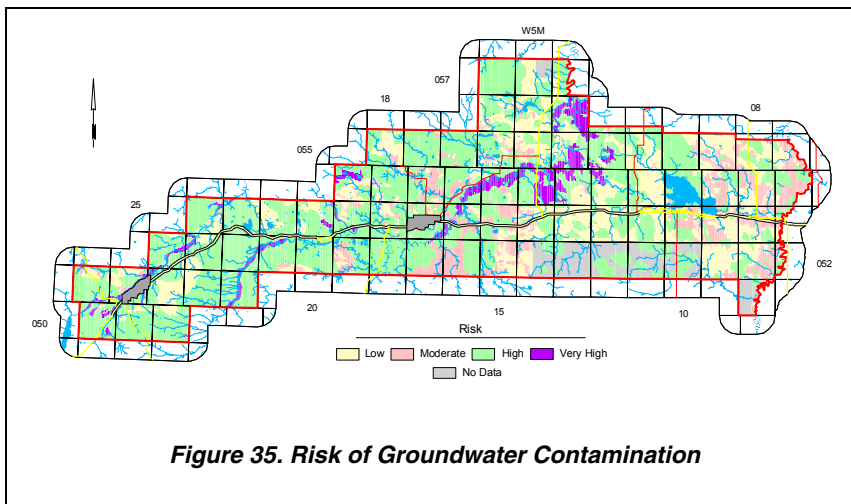 W5M
057
18
08
055
25
052
050
20
15
10
Risk
Low Moderate High Very High
No Data
Figure 35. Risk of Groundwater Contamination